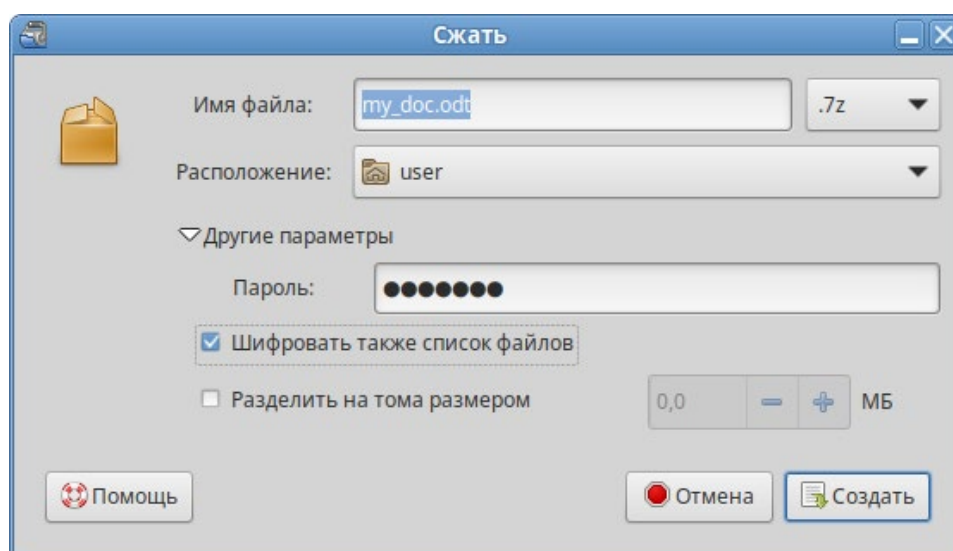 Сжать
Имя файла: my_doc.odt .7z
Расположение: user
Другие параметры
Пароль: ●●●●●●●
Шифровать также список файлов
Разделить на тома размером 0,0 МБ
Помощь Отмена Создать